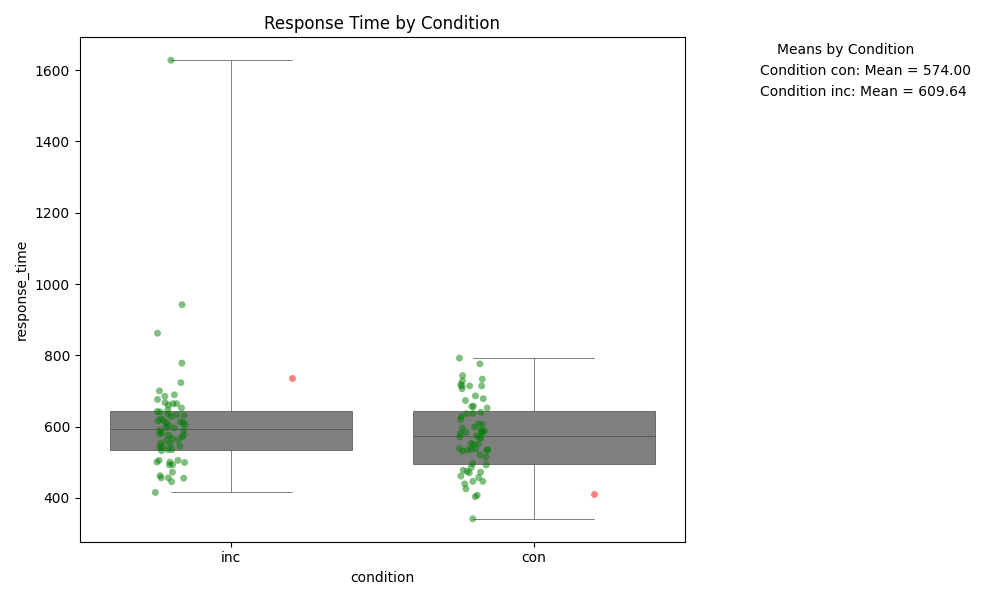 Response Time by Condition
Means by Condition
Condition con: Mean = 574.00
Condition inc: Mean = 609.64
response_time
1600
1400
1200
1000
800
600
400
inc
con
condition